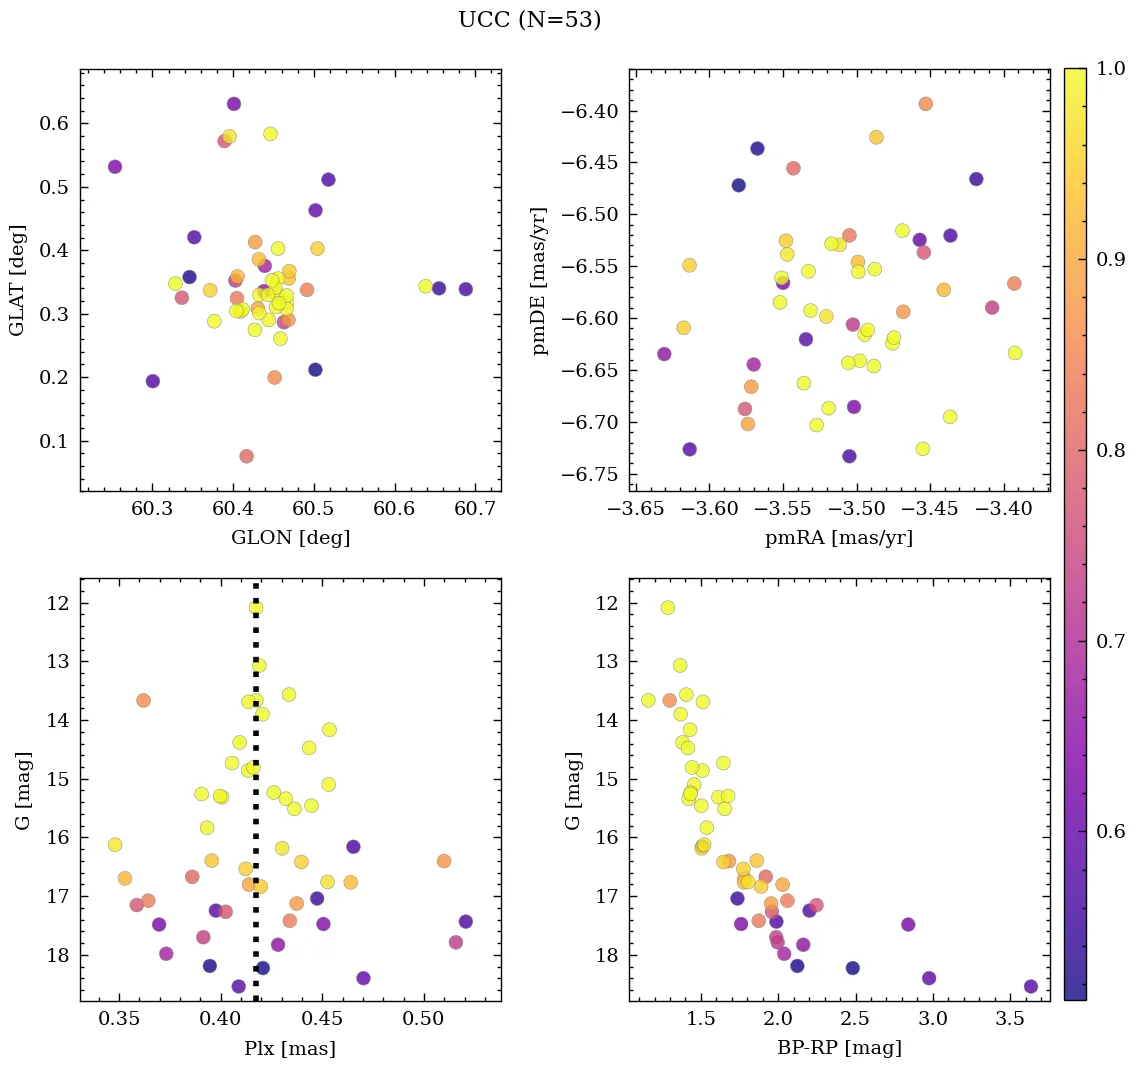 UCC (N=53)
0.6
0.5
0.4
0.3
0.2
0.1
GLAT [deg]
60.3 60.4 60.5 60.6 60.7
GLON [deg]
−6.40
−6.45
−6.50
−6.55
−6.60
−6.65
−6.70
−6.75
pmDE [mas/yr]
−3.65 −3.60 −3.55 −3.50 −3.45 −3.40
pmRA [mas/yr]
12
13
14
15
16
17
18
G [mag]
0.35 0.40 0.45 0.50
Plx [mas]
12
13
14
15
16
17
18
G [mag]
1.5 2.0 2.5 3.0 3.5
BP-RP [mag]
1.0
0.9
0.8
0.7
0.6